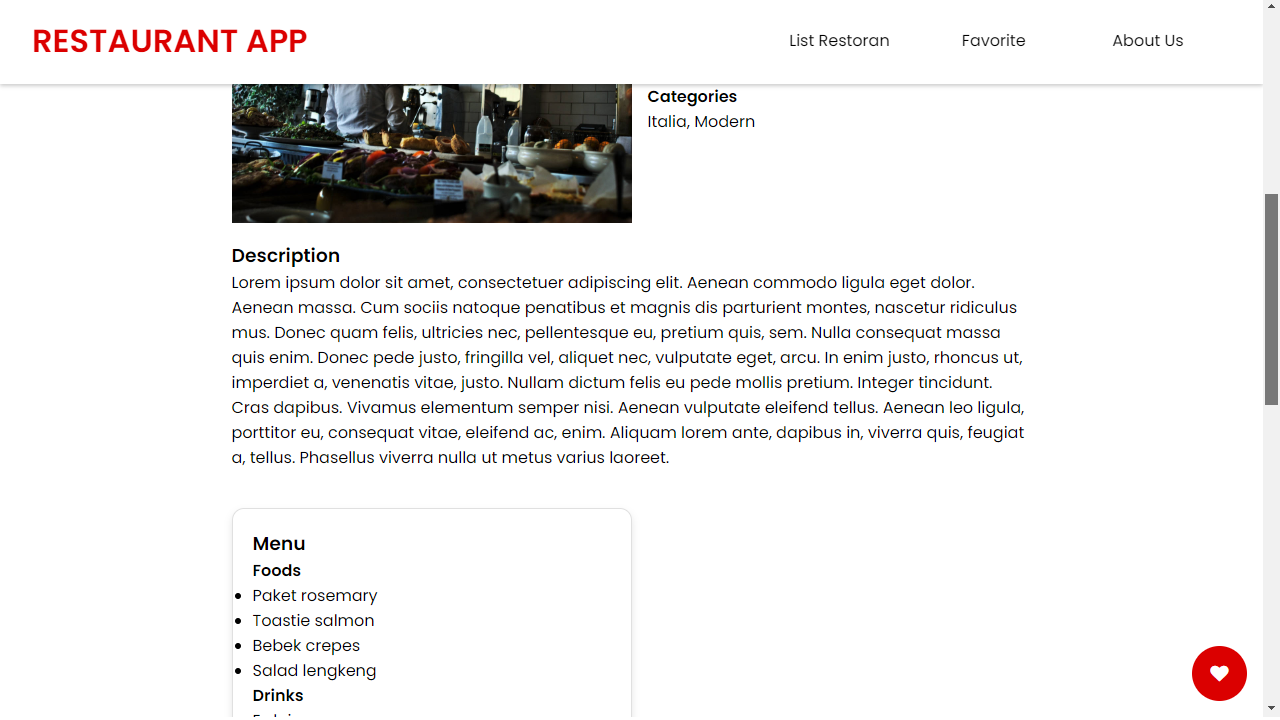 RESTAURANT APP
List Restoran
Favorite
About Us
Categories
Italia, Modern
Description
Lorem ipsum dolor sit amet, consectetuer adipiscing elit. Aenean commodo ligula eget dolor.
Aenean massa. Cum sociis natoque penatibus et magnis dis parturient montes, nascetur ridiculus
mus. Donec quam felis, ultricies nec, pellentesque eu, pretium quis, sem. Nulla consequat massa
quis enim. Donec pede justo, fringilla vel, aliquet nec, vulputate eget, arcu. In enim justo, rhoncus ut,
imperdiet a, venenatis vitae, justo. Nullam dictum felis eu pede mollis pretium. Integer tincidunt.
Cras dapibus. Vivamus elementum semper nisi. Aenean vulputate eleifend tellus. Aenean leo ligula,
porttitor eu, consequat vitae, eleifend ac, enim. Aliquam lorem ante, dapibus in, viverra quis, feugiat
a, tellus. Phasellus viverra nulla ut metus varius laoreet.
Menu
Foods
Paket rosemary
Toastie salmon
Bebek crepes
Salad lengkeng
Drinks